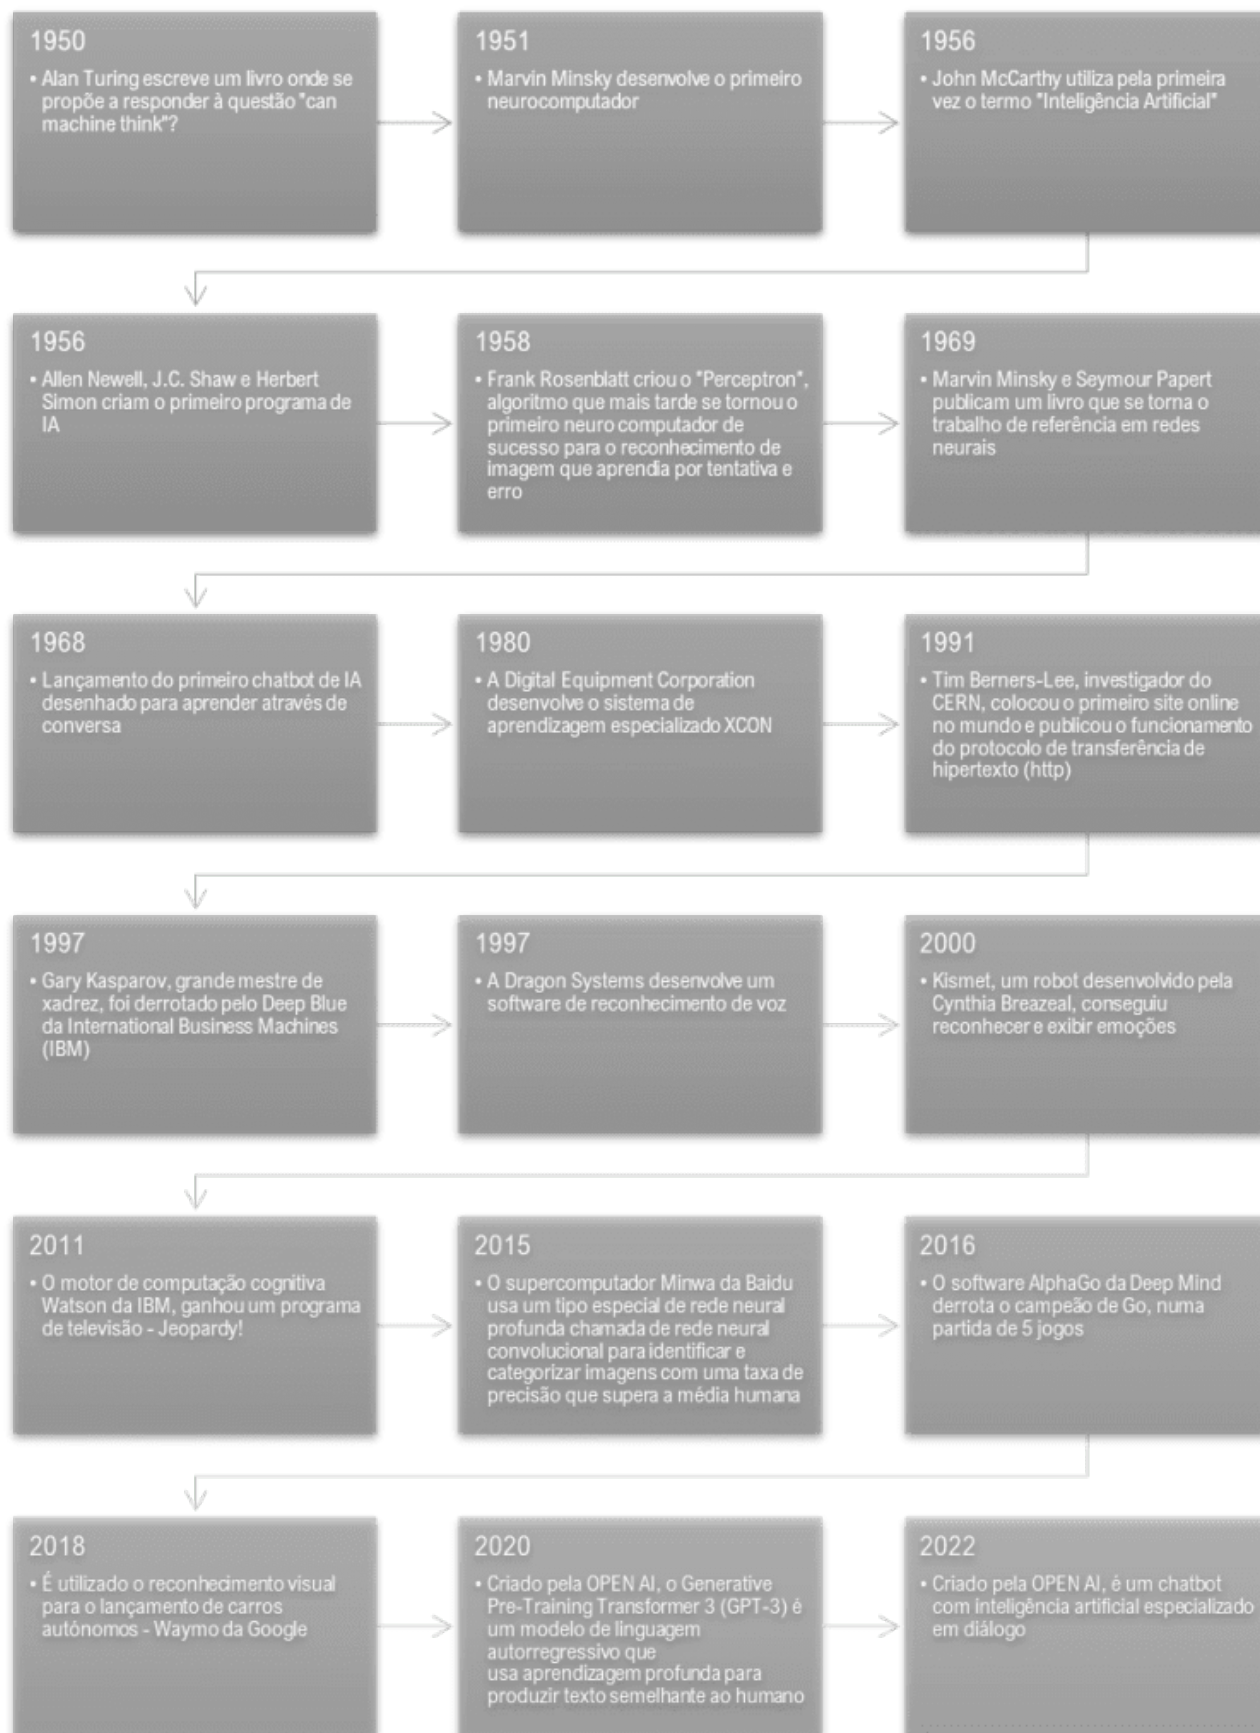 1950
• Alan Turing escreve um livro onde se
propõe a responder à questão "can
machine think"?
1951
• Marvin Minsky desenvolve o primeiro
neurocomputador
1956
• John McCarthy utiliza pela primeira
vez o termo "Inteligência Artificial"
1956
• Allen Newell, J.C. Shaw e Herbert
Simon criam o primeiro programa de
IA
1958
• Frank Rosenblatt criou o "Perceptron",
algoritmo que mais tarde se tornou o
primeiro neuro computador de
sucesso para o reconhecimento de
imagem que aprendia por tentativa e
erro
1969
• Marvin Minsky e Seymour Papert
publicam um livro que se torna o
trabalho de referência em redes
neurais
1968
• Lançamento do primeiro chatbot de IA
desenhado para aprender através de
conversa
1980
• A Digital Equipment Corporation
desenvolve o sistema de
aprendizagem especializado XCON
1991
• Tim Berners-Lee, investigador do
CERN, colocou o primeiro site online
no mundo e publicou o funcionamento
do protocolo de transferência de
hipertexto (http)
1997
• Gary Kasparov, grande mestre de
xadrez, foi derrotado pelo Deep Blue
da International Business Machines
(IBM)
1997
• A Dragon Systems desenvolve um
software de reconhecimento de voz
2000
• Kismet, um robot desenvolvido pela
Cynthia Breazeal, conseguiu
reconhecer e exibir emoções
2011
• O motor de computação cognitiva
Watson da IBM, ganhou um programa
de televisão - Jeopardy!
2015
• O supercomputador Minwa da Baidu
usa um tipo especial de rede neural
profunda chamada de rede neural
convolucional para identificar e
categorizar imagens com uma taxa de
precisão que supera a média humana
2016
• O software AlphaGo da Deep Mind
derrota o campeão de Go, numa
partida de 5 jogos
2018
• É utilizado o reconhecimento visual
para o lançamento de carros
autónomos - Waymo da Google
2020
• Criado pela OPEN AI, o Generative
Pre-Training Transformer 3 (GPT-3) é
um modelo de linguagem
autorregressivo que
usa aprendizagem profunda para
produzir texto semelhante ao humano
2022
• Criado pela OPEN AI, é um chatbot
com inteligência artificial especializado
em diálogo